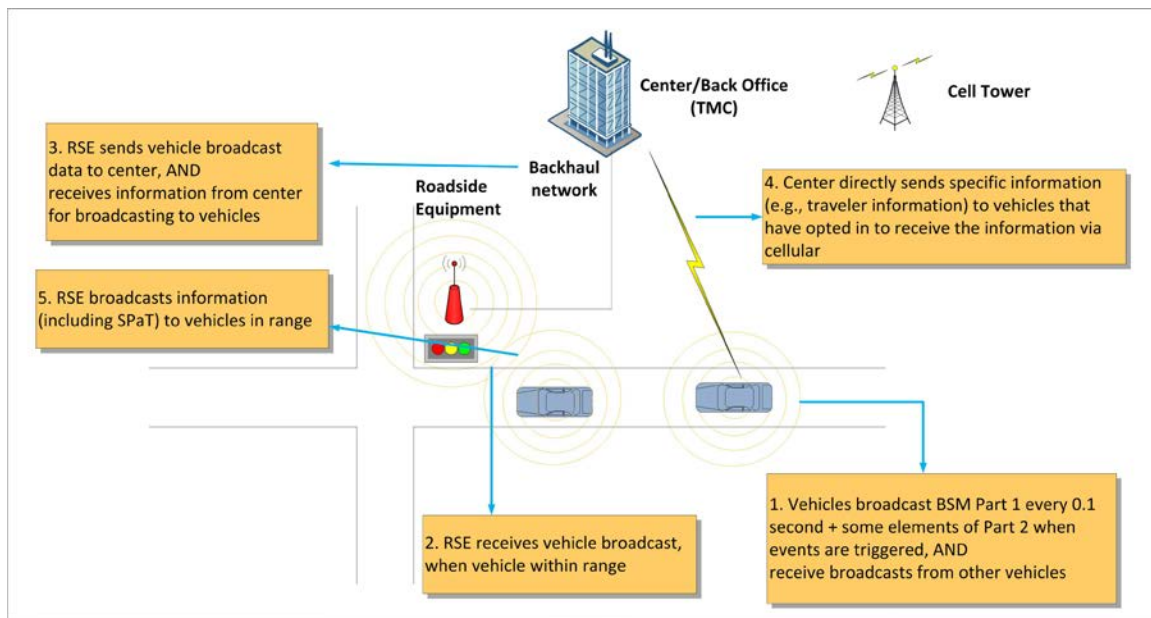 Center/Back Office
(TMC)
Cell Tower
3. RSE sends vehicle broadcast
data to center, AND
receives information from center
for broadcasting to vehicles
Backhaul
network
Roadside
Equipment
4. Center directly sends specific information
(e.g., traveler information) to vehicles that
have opted in to receive the information via
cellular
5. RSE broadcasts information
(including SPaT) to vehicles in range
2. RSE receives vehicle broadcast,
when vehicle within range
1. Vehicles broadcast BSM Part 1 every 0.1
second + some elements of Part 2 when
events are triggered, AND
receive broadcasts from other vehicles